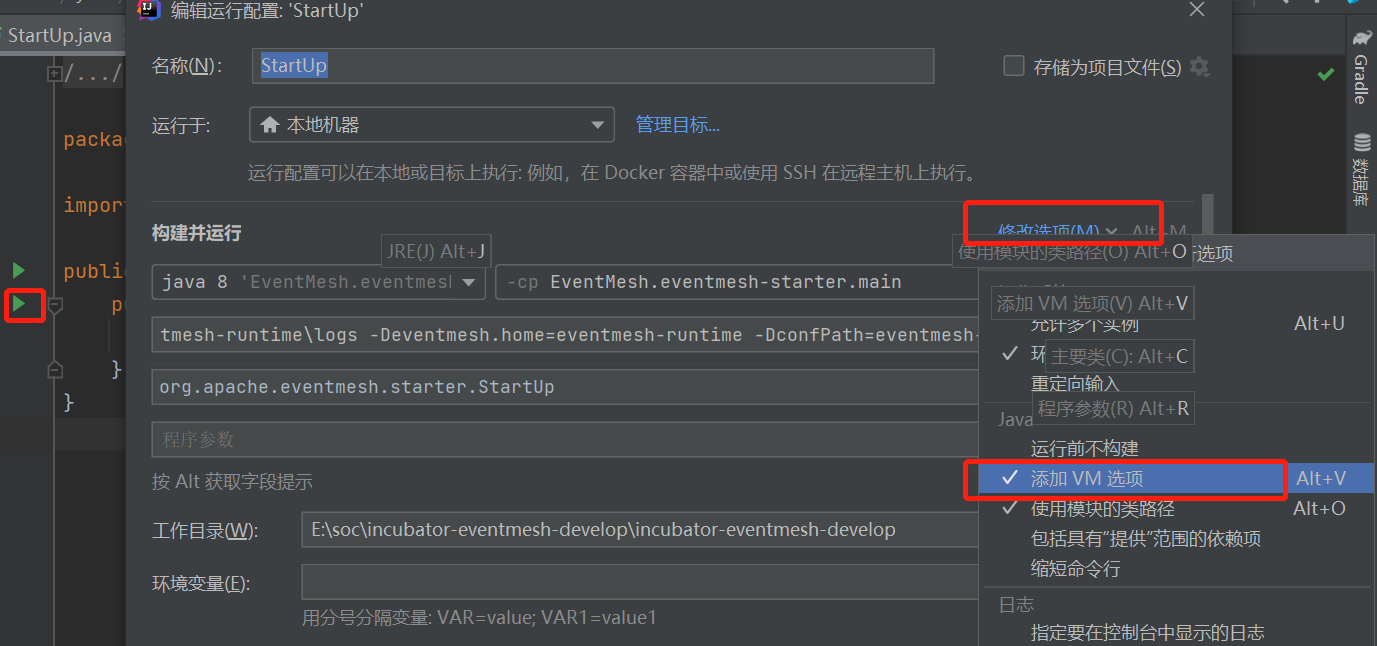 编辑运行配置: 'StartUp'
StartUp.java
名称(N):
StartUp
存储为项目文件(S)
/.../
运行于:
本地机器
管理目标...
运行配置可以在本地或目标上执行: 例如，在 Docker 容器中或使用 SSH 在远程主机上执行。
Gradle
数据库
packa
import
public
pu
}
}
构建并运行
修改选项(M)
Alt+M
JRE(J) Alt+J
使用模块的类路径(O) Alt+O
选项
java 8 'EventMesh.eventmes
-cp EventMesh.eventmesh-starter.main
添加 VM 选项(V) Alt+V
允许多个实例
Alt+U
tmesh-runtime\logs -Deventmesh.home=eventmesh-runtime -DconfPath=eventmesh-
环
主要类(C): Alt+C
org.apache.eventmesh.starter.StartUp
重定向输入
程序参数(R) Alt+R
Java
程序参数
运行前不构建
按 Alt 获取字段提示
添加 VM 选项
Alt+V
使用模块的类路径
Alt+O
工作目录(W):
E:\soc\incubator-eventmesh-develop\incubator-eventmesh-develop
包括具有“提供”范围的依赖项
缩短命令行
环境变量(E):
用分号分隔变量: VAR=value; VAR1=value1
日志
指定要在控制台中显示的日志